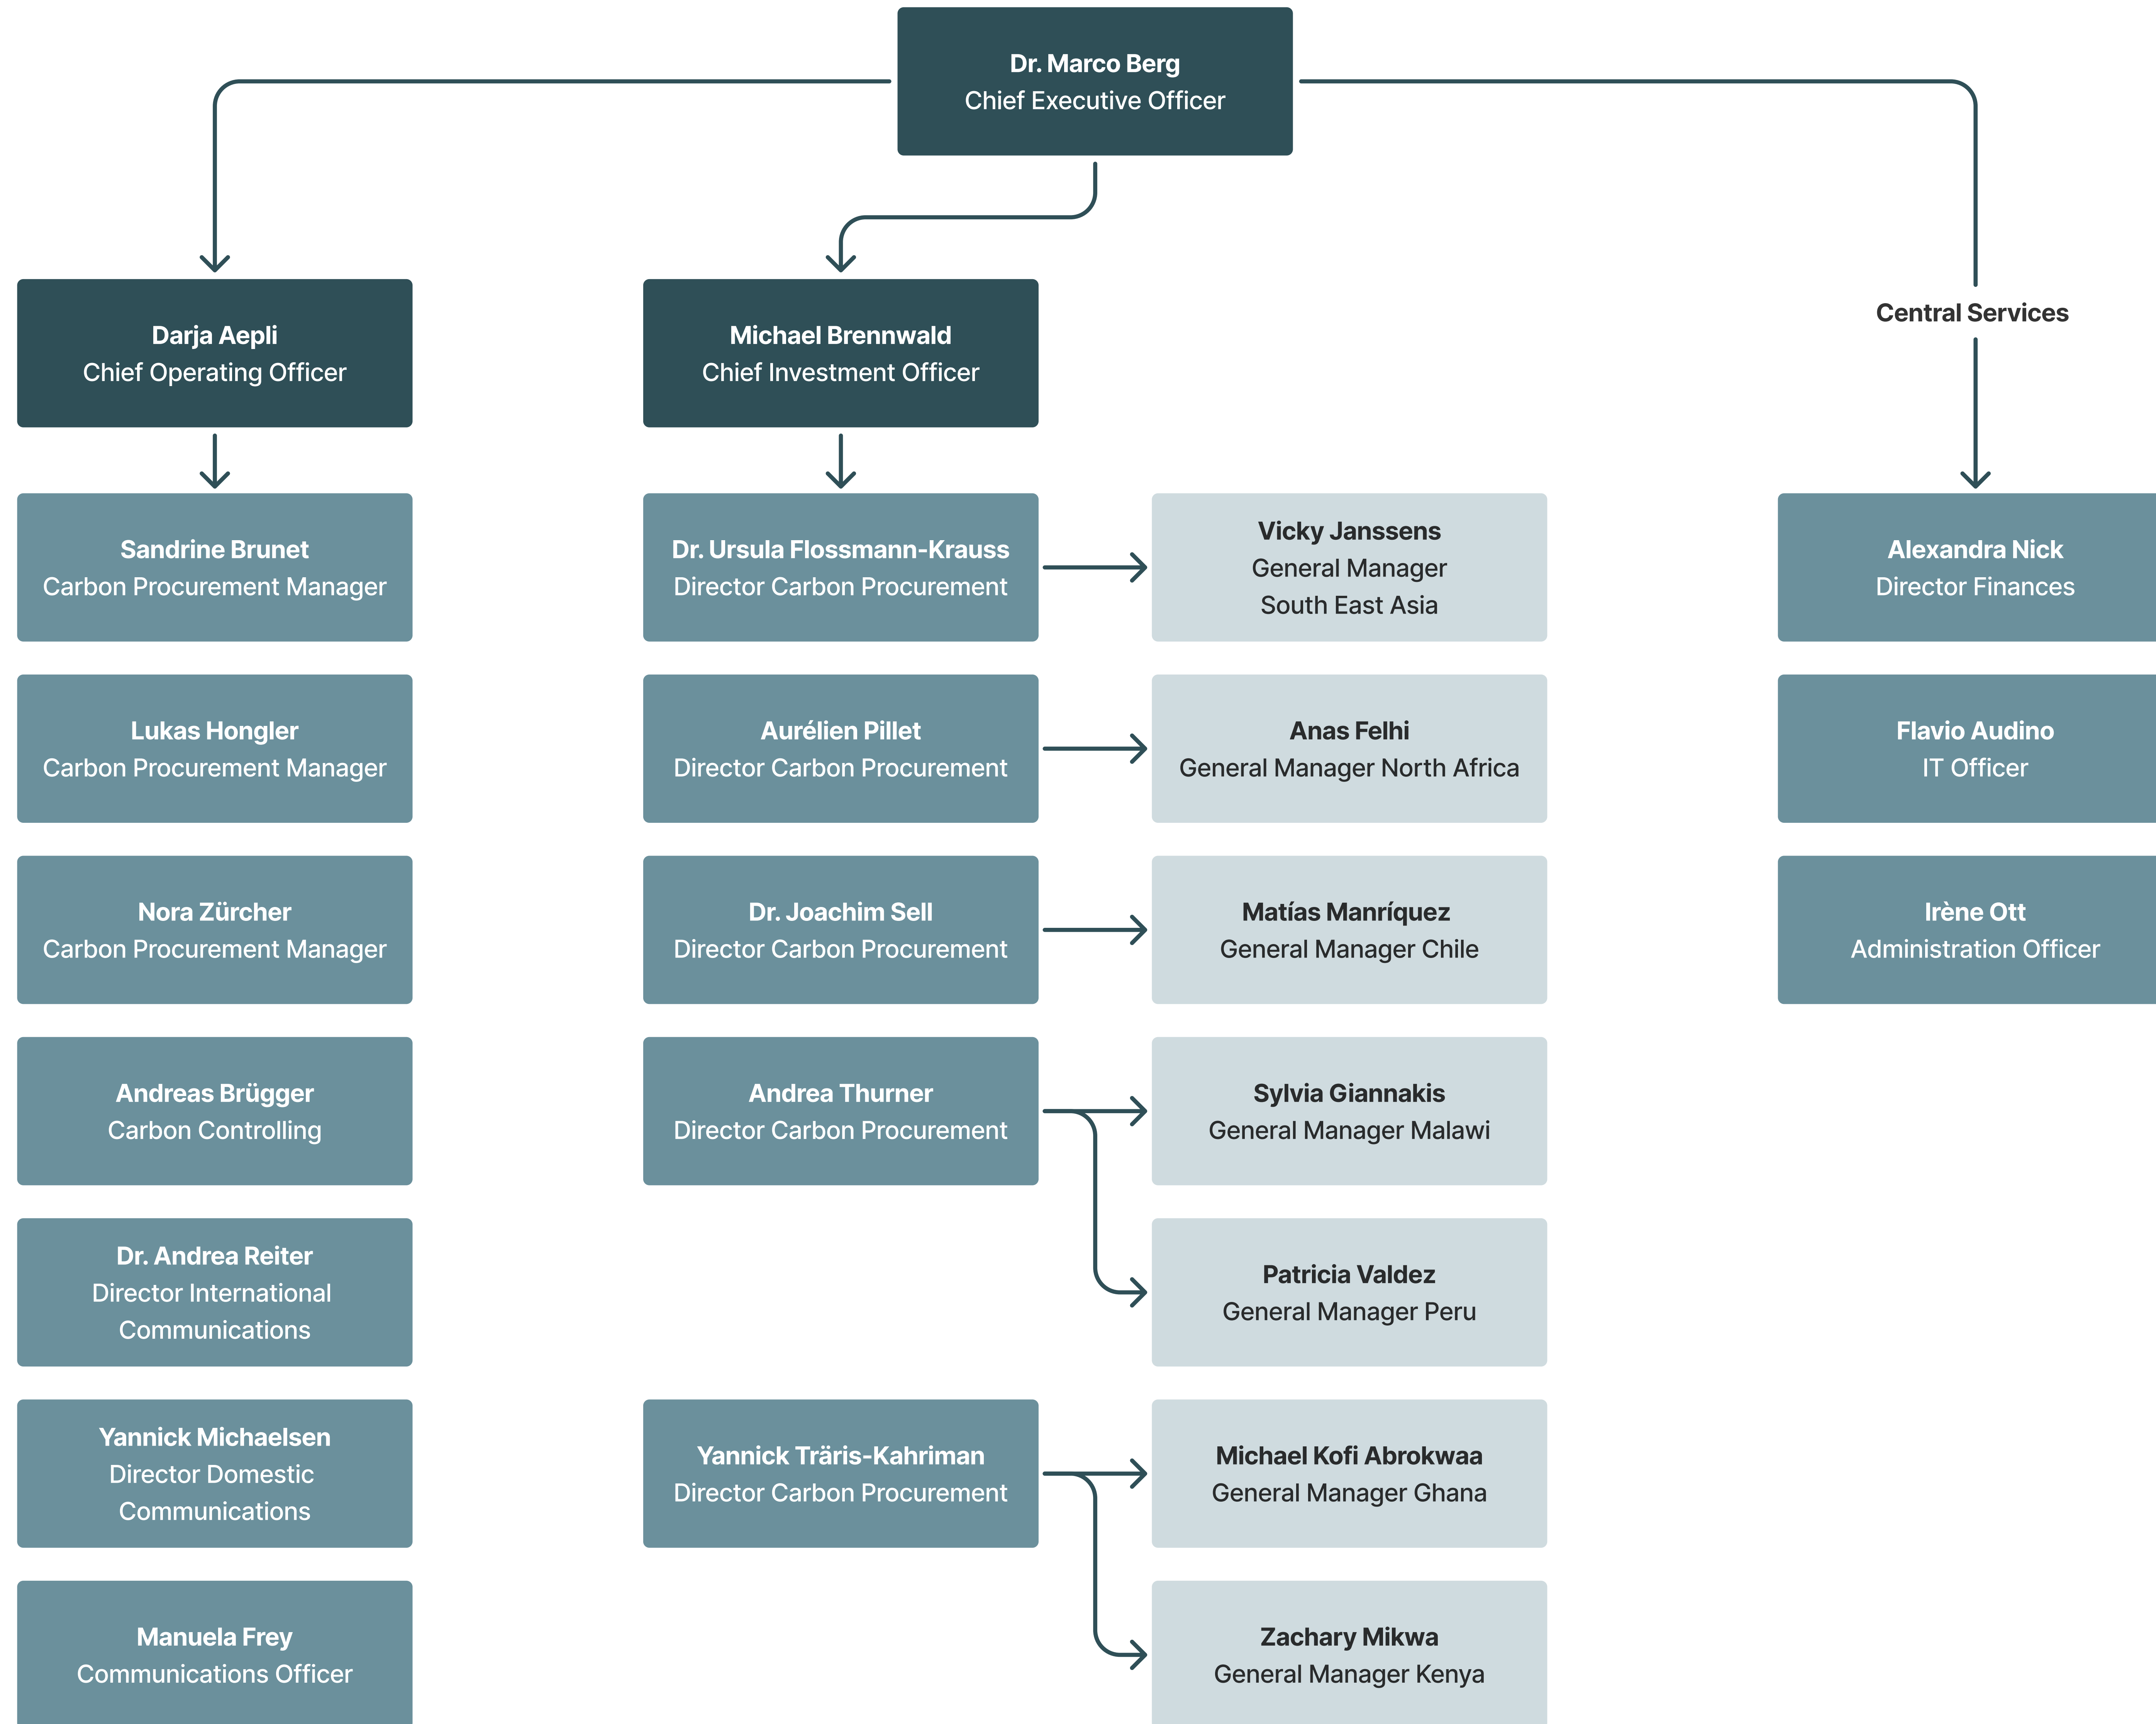 Dr. Marco Berg
Chief Executive Officer
Darja Aepli
Chief Operating Officer
Michael Brennwald
Chief Investment Officer
Central Services
Sandrine Brunet
Carbon Procurement Manager
Dr. Ursula Flossmann-Krauss
Director Carbon Procurement
Vicky Janssens
General Manager
South East Asia
Alexandra Nick
Director Finances
Lukas Hongler
Carbon Procurement Manager
Aurélien Pillet
Director Carbon Procurement
Anas Felhi
General Manager North Africa
Flavio Audino
IT Officer
Nora Zürcher
Carbon Procurement Manager
Dr. Joachim Sell
Director Carbon Procurement
Matías Manríquez
General Manager Chile
Irène Ott
Administration Officer
Andreas Brügger
Carbon Controlling
Andrea Thurner
Director Carbon Procurement
Sylvia Giannakis
General Manager Malawi
Dr. Andrea Reiter
Director International
Communications
Patricia Valdez
General Manager Peru
Yannick Michaelsen
Director Domestic
Communications
Yannick Träris-Kahriman
Director Carbon Procurement
Michael Kofi Abrokwaa
General Manager Ghana
Manuela Frey
Communications Officer
Zachary Mikwa
General Manager Kenya